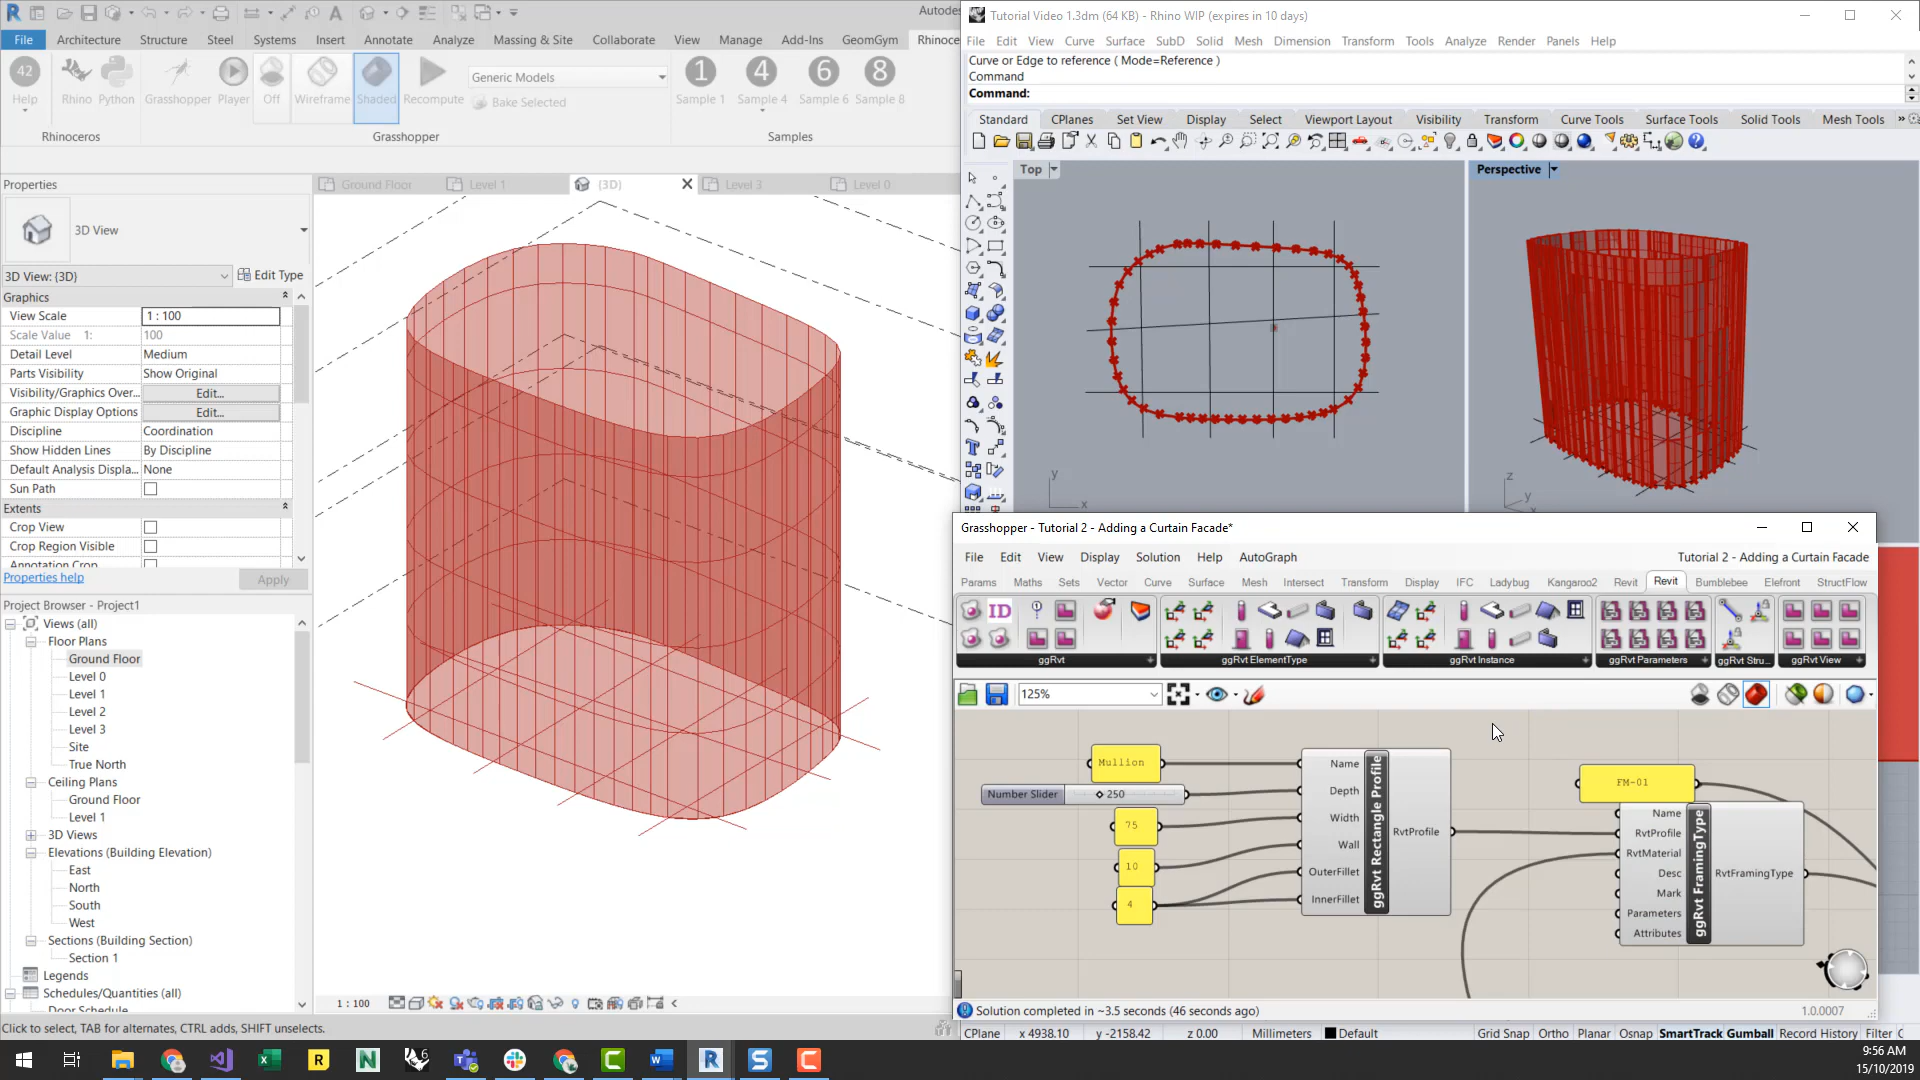 Autodes
File Architecture Structure Steel Systems Insert Annotate Analyze Massing & Site Collaborate View Manage Add-Ins GeomGym Rhinoce
42
Help Rhino Python Grasshopper Player Off Wireframe Shaded Recompute
Generic Models
Bake Selected
1 4 6 8
Sample 1 Sample 4 Sample 6 Sample 8
Rhinoceros Grasshopper Samples
Properties
3D View
3D View: {3D} Edit Type
Graphics
View Scale 1 : 100
Scale Value 1: 100
Detail Level Medium
Parts Visibility Show Original
Visibility/Graphics Over... Edit...
Graphic Display Options Edit...
Discipline Coordination
Show Hidden Lines By Discipline
Default Analysis Displa... None
Sun Path
Extents
Crop View
Crop Region Visible
Annotation Crop
Properties help Apply
Project Browser - Project1
Views (all)
Floor Plans
Ground Floor
Level 0
Level 1
Level 2
Level 3
Site
True North
Ceiling Plans
Ground Floor
Level 1
3D Views
Elevations (Building Elevation)
East
North
South
West
Sections (Building Section)
Section 1
Legends
Schedules/Quantities (all)
Door Schedule
Ground Floor Level 1 {3D} Level 3 Level 0
1 : 100
Click to select, TAB for alternates, CTRL adds, SHIFT unselects.
Tutorial Video 1.3dm (64 KB) - Rhino WIP (expires in 10 days)
File Edit View Curve Surface SubD Solid Mesh Dimension Transform Tools Analyze Render Panels Help
Curve or Edge to reference ( Mode=Reference )
Command
Command:
Standard CPlanes Set View Display Select Viewport Layout Visibility Transform Curve Tools Surface Tools Solid Tools Mesh Tools
Top
y
x
Perspective
z
y
x
Grasshopper - Tutorial 2 - Adding a Curtain Facade*
File Edit View Display Solution Help AutoGraph Tutorial 2 - Adding a Curtain Facade
Params Maths Sets Vector Curve Surface Mesh Intersect Transform Display IFC Ladybug Kangaroo2 Revit Revit Bumblebee Elefront StructFlow
ID
ggRvt ggRvt ElementType ggRvt Instance ggRvt Parameters ggRvt Stru... ggRvt View
125%
Mullion
Number Slider 250
75
10
4
Name
Depth
Width
Wall
OuterFillet
InnerFillet
ggRvt Rectangle Profile
RvtProfile
FM-01
Name
RvtProfile
RvtMaterial
Desc
Mark
Parameters
Attributes
ggRvt FramingType
RvtFramingType
Solution completed in ~3.5 seconds (46 seconds ago) 1.0.0007
CPlane x 4938.10 y -2158.42 z 0.00 Millimeters Default Grid Snap Ortho Planar Osnap SmartTrack Gumball Record History Filter
9:56 AM
15/10/2019